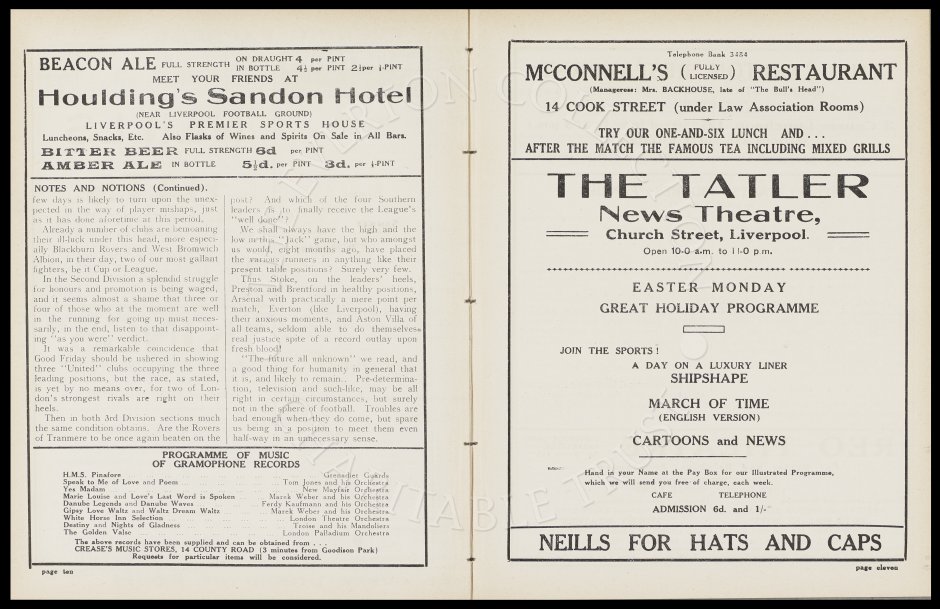 BEACON ALE FULL STRENGTH ON DRAUGHT 4 per PINT
IN BOTTLE 4½ per PINT 2½per ½-PINT
MEET YOUR FRIENDS AT
Houlding's Sandon Hotel
(NEAR LIVERPOOL FOOTBALL GROUND)
LIVERPOOL'S PREMIER SPORTS HOUSE
Luncheons, Snacks, Etc. Also Flasks of Wines and Spirits On Sale in All Bars.
BITTER BEER FULL STRENGTH 6d per PINT
AMBER ALE IN BOTTLE 5½d. per PINT 3d. per ½-PINT
NOTES AND NOTIONS (Continued).
few days is likely to turn upon the unex-
pected in the way of player mishaps, just
as it has done aforetime at this period.
Already a number of clubs are bemoaning
their ill-luck under this head, more especi-
ally Blackburn Rovers and West Bromwich
Albion, in their day, two of our most gallant
fighters, be it Cup or League.
In the Second Division a splendid struggle
for honours and promotion is being waged,
and it seems almost a shame that three or
four of those who at the moment are well
in the running for going up must neces-
sarily, in the end, listen to that disappoint-
ing "as you were" verdict.
It was a remarkable coincidence that
Good Friday should be ushered in showing
three "United" clubs occupying the three
leading positions, but the race, as stated,
is yet by no means over, for two of Lon-
don's strongest rivals are right on their
heels.
Then in both 3rd Division sections much
the same condition obtains. Are the Rovers
of Tranmere to be once again beaten on the
post? And which of the four Southern
leaders is to finally receive the League's
"well done"?
We shall always have the high and the
low in this "Jack" game, but who amongst
us would, eight months ago, have placed
the various runners in anything like their
present table positions? Surely very few.
Thus Stoke, on the leaders' heels,
Preston and Brentford in healthy positions,
Arsenal with practically a mere point per
match, Everton (like Liverpool), having
their anxious moments, and Aston Villa of
all teams, seldom able to do themselves
real justice spite of a record outlay upon
fresh blood!
"The future all unknown" we read, and
a good thing for humanity in general that
it is, and likely to remain. Pre-determina-
tion, television and such-like, may be all
right in certain circumstances, but surely
not in the sphere of football. Troubles are
bad enough when they do come, but spare
us being in a position to meet them even
half-way in an unnecessary sense.
PROGRAMME OF MUSIC
OF GRAMOPHONE RECORDS
H.M.S. Pinafore Grenadier Guards
Speak to Me of Love and Poem Tom Jones and his Orchestra
Yes Madam New Mayfair Orchestra
Marie Louise and Love's Last Word is Spoken Marek Weber and his Orchestra
Danube Legends and Danube Waves Ferdy Kaufmann and his Orchestra
Gipsy Love Waltz and Waltz Dream Waltz Marek Weber and his Orchestra
White Horse Inn Selection London Theatre Orchestra
Destiny and Nights of Gladness Troise and his Mandoliers
The Golden Valse London Palladium Orchestra
The above records have been supplied and can be obtained from . . .
CREASE'S MUSIC STORES, 14 COUNTY ROAD (3 minutes from Goodison Park)
Requests for particular items will be considered.
page ten
Telephone Bank 3484
McCONNELL'S (FULLY LICENSED) RESTAURANT
(Manageress: Mrs. BACKHOUSE, late of "The Bull's Head")
14 COOK STREET (under Law Association Rooms)
TRY OUR ONE-AND-SIX LUNCH AND . . .
AFTER THE MATCH THE FAMOUS TEA INCLUDING MIXED GRILLS
THE TATLER
News Theatre,
Church Street, Liverpool.
Open 10-0 a.m. to 11-0 p.m.
EASTER MONDAY
GREAT HOLIDAY PROGRAMME
JOIN THE SPORTS!
A DAY ON A LUXURY LINER
SHIPSHAPE
MARCH OF TIME
(ENGLISH VERSION)
CARTOONS and NEWS
Hand in your Name at the Pay Box for our Illustrated Programme,
which we will send you free of charge, each week.
CAFE TELEPHONE
ADMISSION 6d. and 1/-
NEILLS FOR HATS AND CAPS
page eleven